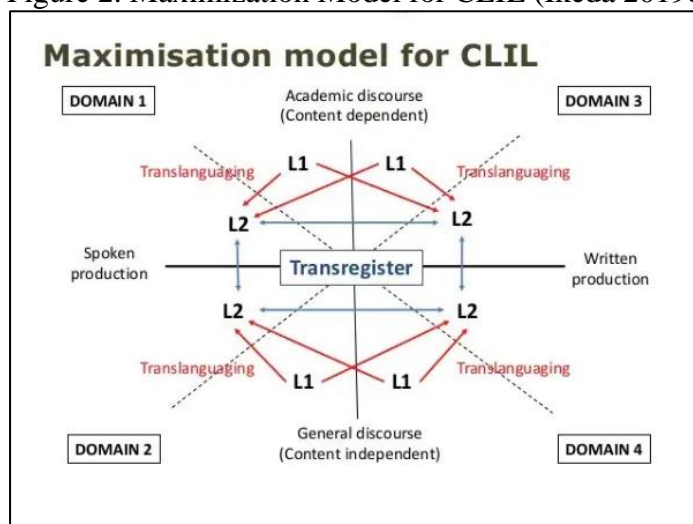 Figure 2. Maximization Model for CLIL (Ikeda 2019
Maximisation model for CLIL
DOMAIN 1
Academic discourse
(Content dependent)
DOMAIN 3
Translanguaging
L1
L1
Translanguaging
L2
L2
Spoken
production
Transregister
Written
production
L2
L2
Translanguaging
L1
L1
Translanguaging
DOMAIN 2
General discourse
(Content independent)
DOMAIN 4